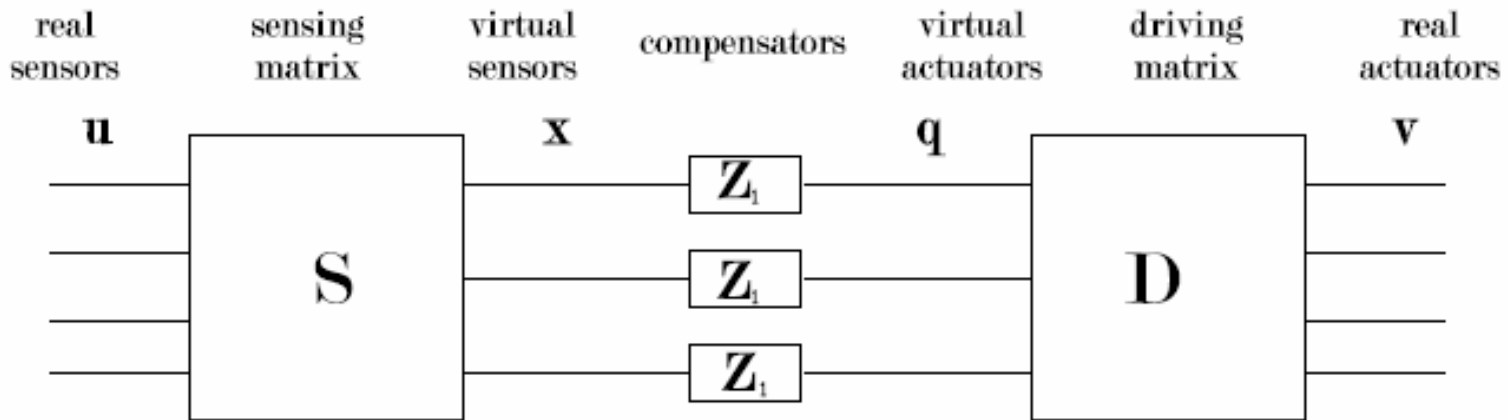 real sensing virtual compensators virtual driving real
sensors matrix sensors actuators matrix actuators
u x q v
Z₁
S Z₁ D
Z₁